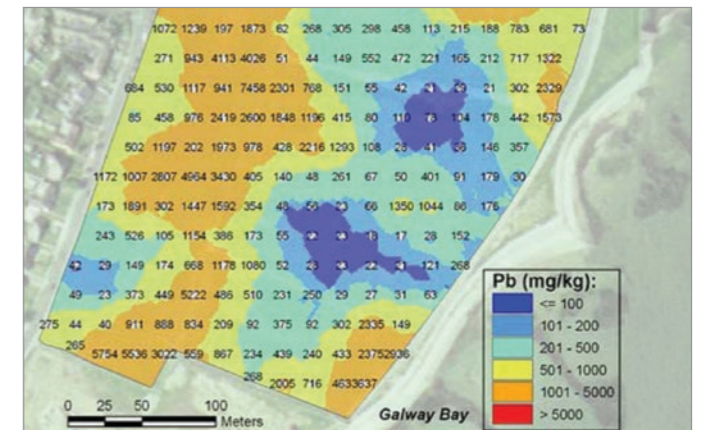 1072 1239 197 1873 62 268 305 298 458 113 215 188 783 681 73
271 943 4113 4026 51 44 149 552 472 221 165 212 717 1322
684 530 1117 941 7458 2301 768 151 55 42 21 29 21 302 2329
85 458 976 2419 2600 1848 1196 415 80 110 78 104 178 442 1573
502 1197 202 1973 978 428 2216 1293 108 28 41 56 146 357
1172 1007 2807 4964 3430 405 140 48 261 67 50 401 91 179 30
173 1891 302 1447 1592 354 48 56 23 66 1350 1044 86 176
243 526 105 1154 386 173 55 22 23 19 17 28 152
42 29 149 174 668 1178 1080 52 23 23 22 21 121 268
49 23 373 449 5222 486 510 231 250 29 27 31 63
275 44 40 911 888 834 209 92 375 92 302 2335 149
265 5754 5536 3022 559 867 234 439 240 433 23752936
268 2005 716 4633637
Pb (mg/kg):
<= 100
101 - 200
201 - 500
501 - 1000
1001 - 5000
> 5000
0 25 50 100
Meters
Galway Bay